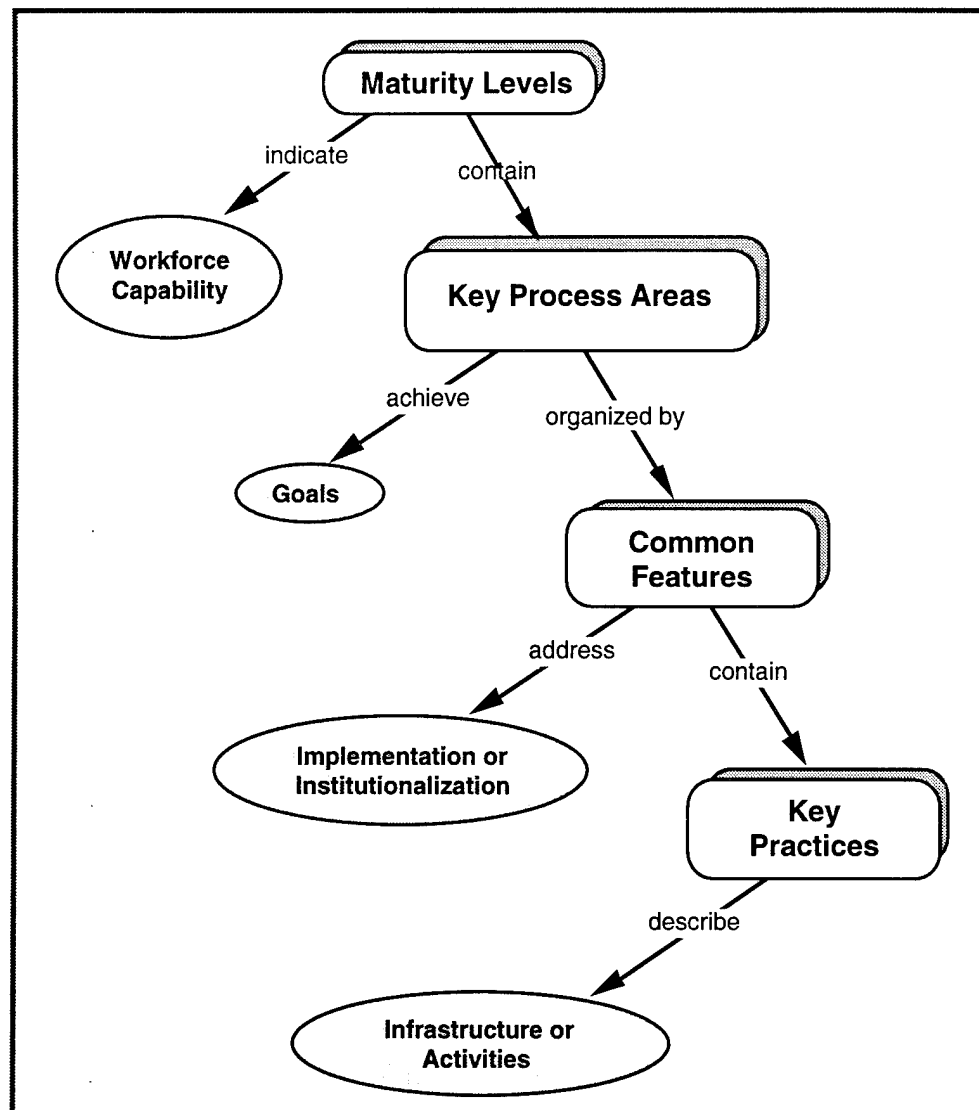 Maturity Levels
indicate
contain
Workforce
Capability
Key Process Areas
achieve
organized by
Goals
Common
Features
address
contain
Implementation or
Institutionalization
Key
Practices
describe
Infrastructure or
Activities